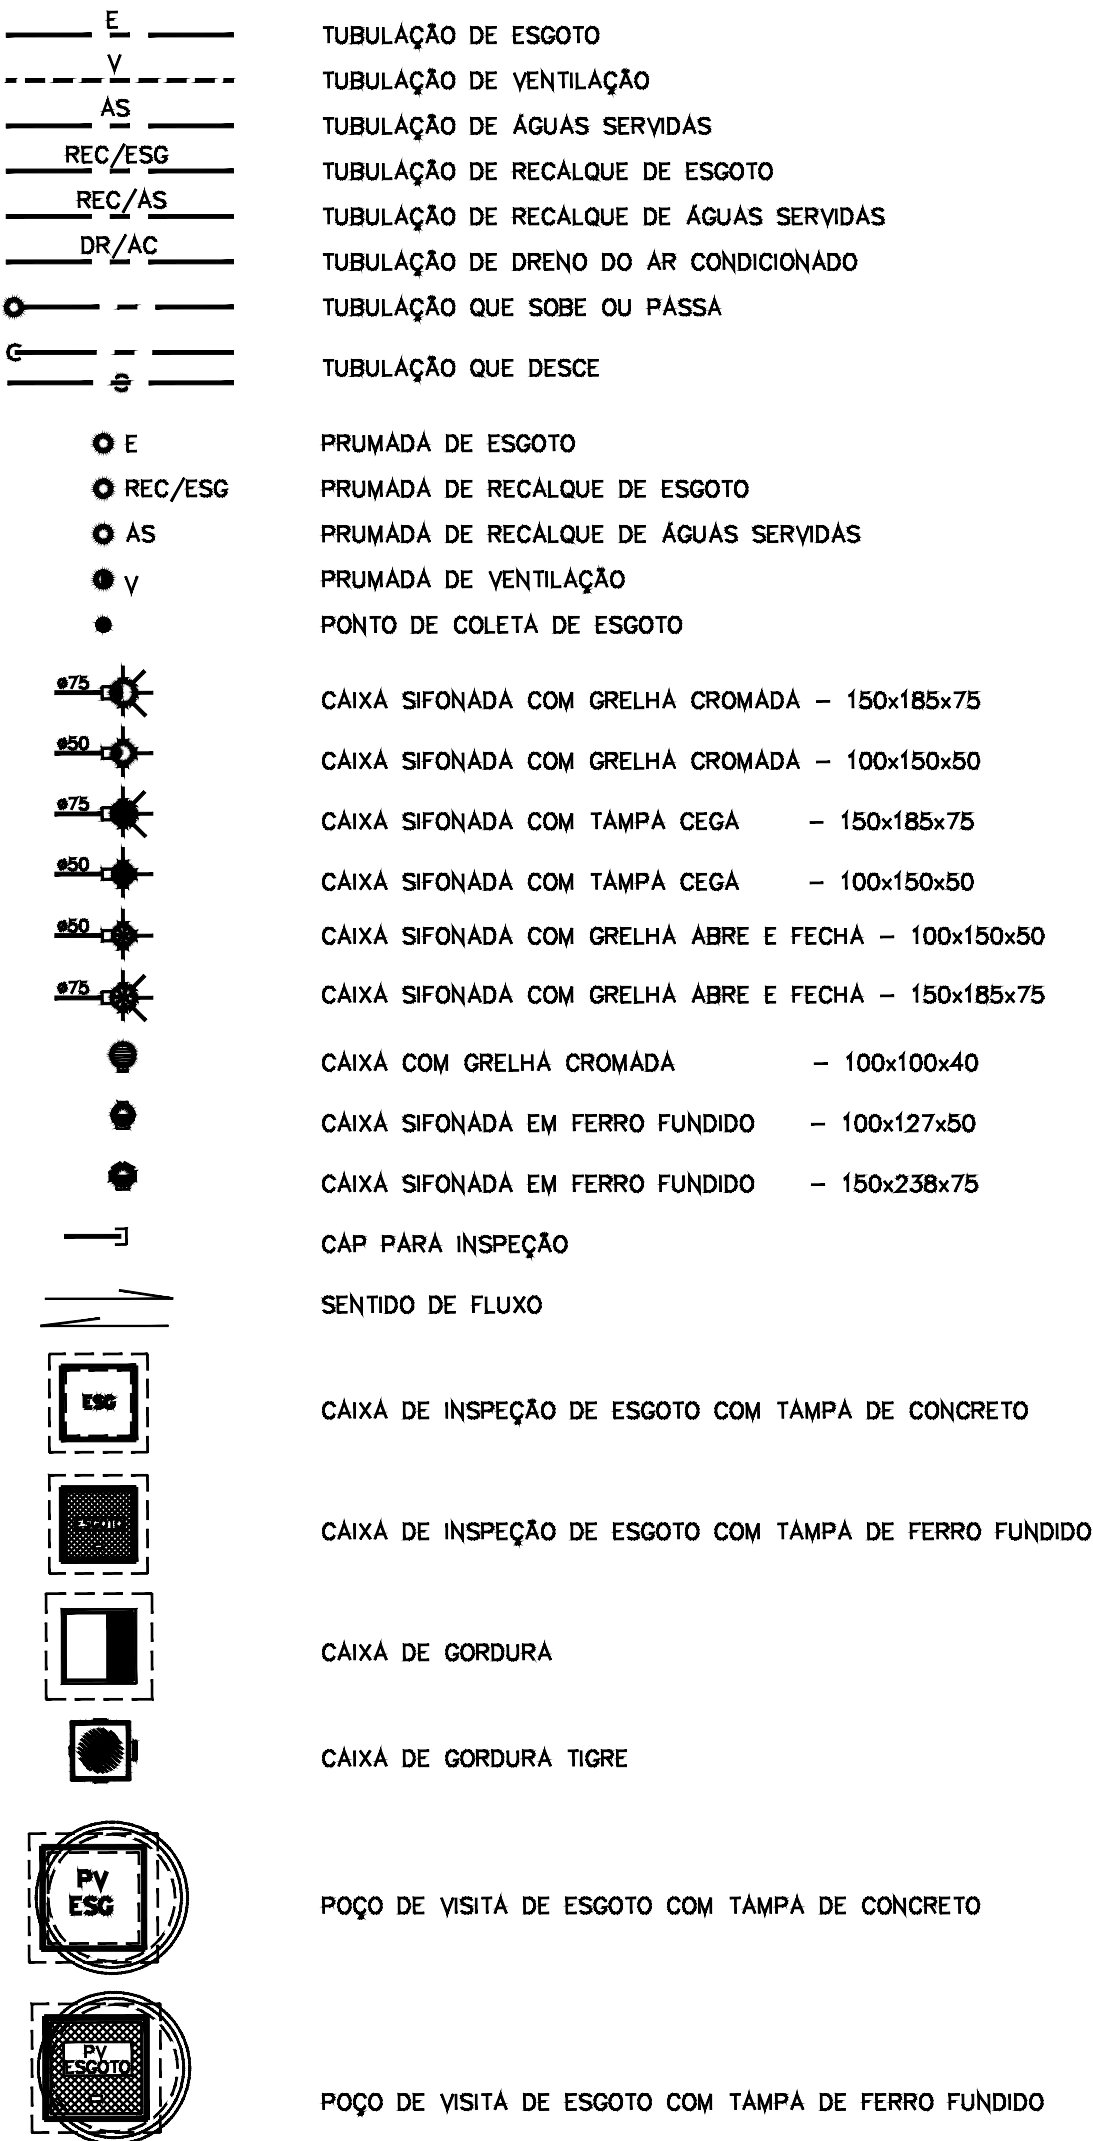 E TUBULAÇÃO DE ESGOTO
V TUBULAÇÃO DE VENTILAÇÃO
AS TUBULAÇÃO DE ÁGUAS SERVIDAS
REC/ESG TUBULAÇÃO DE RECALQUE DE ESGOTO
REC/AS TUBULAÇÃO DE RECALQUE DE ÁGUAS SERVIDAS
DR/AC TUBULAÇÃO DE DRENO DO AR CONDICIONADO
TUBULAÇÃO QUE SOBE OU PASSA
TUBULAÇÃO QUE DESCE
E PRUMADA DE ESGOTO
REC/ESG PRUMADA DE RECALQUE DE ESGOTO
AS PRUMADA DE RECALQUE DE ÁGUAS SERVIDAS
V PRUMADA DE VENTILAÇÃO
PONTO DE COLETA DE ESGOTO
ø75 CAIXA SIFONADA COM GRELHA CROMADA – 150x185x75
ø50 CAIXA SIFONADA COM GRELHA CROMADA – 100x150x50
ø75 CAIXA SIFONADA COM TAMPA CEGA – 150x185x75
ø50 CAIXA SIFONADA COM TAMPA CEGA – 100x150x50
ø50 CAIXA SIFONADA COM GRELHA ABRE E FECHA – 100x150x50
ø75 CAIXA SIFONADA COM GRELHA ABRE E FECHA – 150x185x75
CAIXA COM GRELHA CROMADA – 100x100x40
CAIXA SIFONADA EM FERRO FUNDIDO – 100x127x50
CAIXA SIFONADA EM FERRO FUNDIDO – 150x238x75
CAP PARA INSPEÇÃO
SENTIDO DE FLUXO
ESG CAIXA DE INSPEÇÃO DE ESGOTO COM TAMPA DE CONCRETO
ESGOTO CAIXA DE INSPEÇÃO DE ESGOTO COM TAMPA DE FERRO FUNDIDO
CAIXA DE GORDURA
CAIXA DE GORDURA TIGRE
PV
ESG POÇO DE VISITA DE ESGOTO COM TAMPA DE CONCRETO
PV
ESGOTO
POÇO DE VISITA DE ESGOTO COM TAMPA DE FERRO FUNDIDO